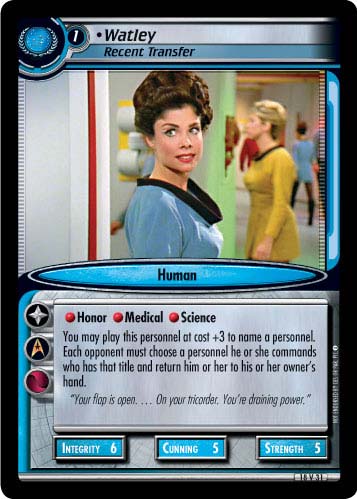 1
•Watley
Recent Transfer
Human
Honor Medical Science
You may play this personnel at cost +3 to name a personnel.
Each opponent must choose a personnel he or she commands
who has that title and return him or her to his or her owner's
hand.
"Your flap is open. … On your tricorder. You're draining power."
INTEGRITY 6 CUNNING 5 STRENGTH 5
18 V 31